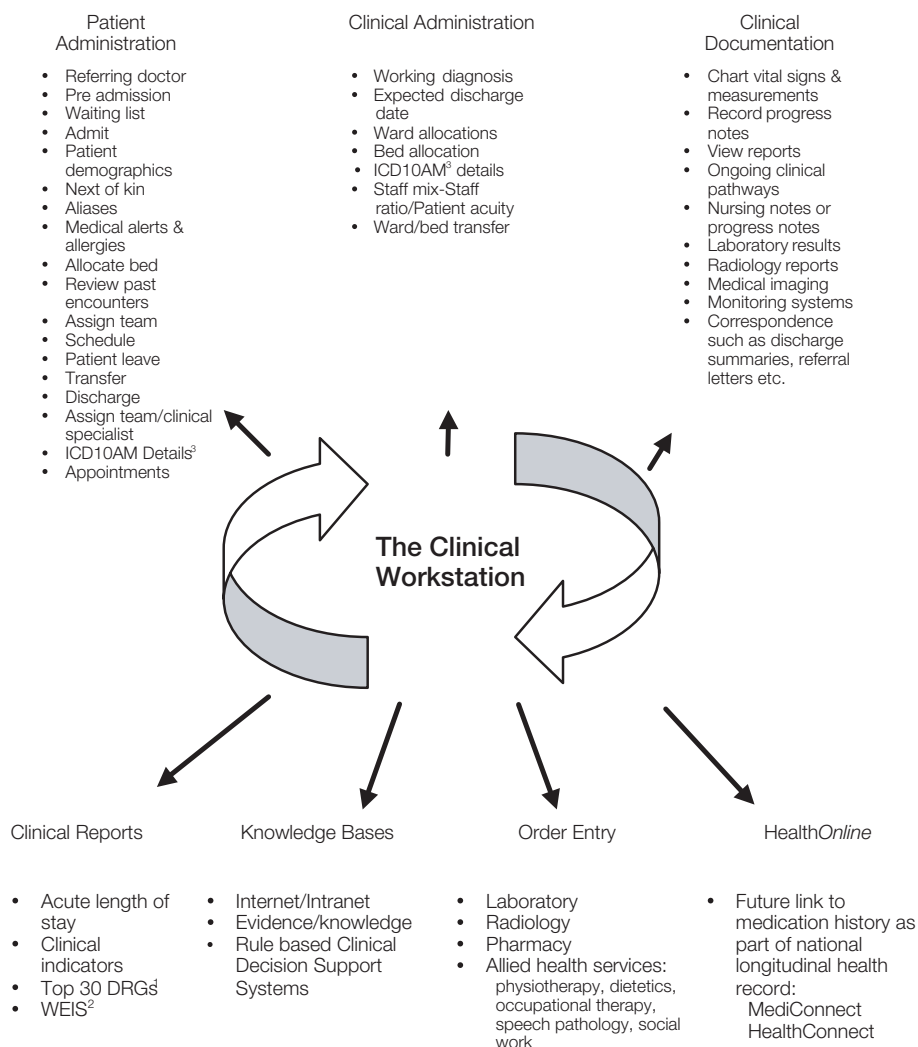 Patient
Administration
• Referring doctor
• Pre admission
• Waiting list
• Admit
• Patient
demographics
• Next of kin
• Aliases
• Medical alerts &
allergies
• Allocate bed
• Review past
encounters
• Assign team
• Schedule
• Patient leave
• Transfer
• Discharge
• Assign team/clinical
specialist
• ICD10AM Details³
• Appointments
Clinical Administration
• Working diagnosis
• Expected discharge
date
• Ward allocations
• Bed allocation
• ICD10AM³ details
• Staff mix-Staff
ratio/Patient acuity
• Ward/bed transfer
Clinical
Documentation
• Chart vital signs &
measurements
• Record progress
notes
• View reports
• Ongoing clinical
pathways
• Nursing notes or
progress notes
• Laboratory results
• Radiology reports
• Medical imaging
• Monitoring systems
• Correspondence
such as discharge
summaries, referral
letters etc.
The Clinical
Workstation
Clinical Reports
• Acute length of
stay
• Clinical
indicators
• Top 30 DRGs¹
• WEIS²
Knowledge Bases
• Internet/Intranet
• Evidence/knowledge
• Rule based Clinical
Decision Support
Systems
Order Entry
• Laboratory
• Radiology
• Pharmacy
• Allied health services:
physiotherapy, dietetics,
occupational therapy,
speech pathology, social
work
HealthOnline
• Future link to
medication history as
part of national
longitudinal health
record:
MediConnect
HealthConnect